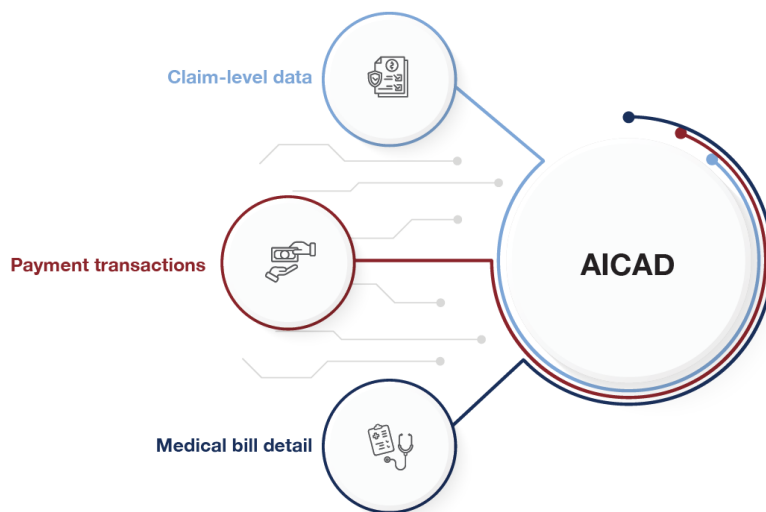 Claim-level data
Payment transactions
AICAD
Medical bill detail